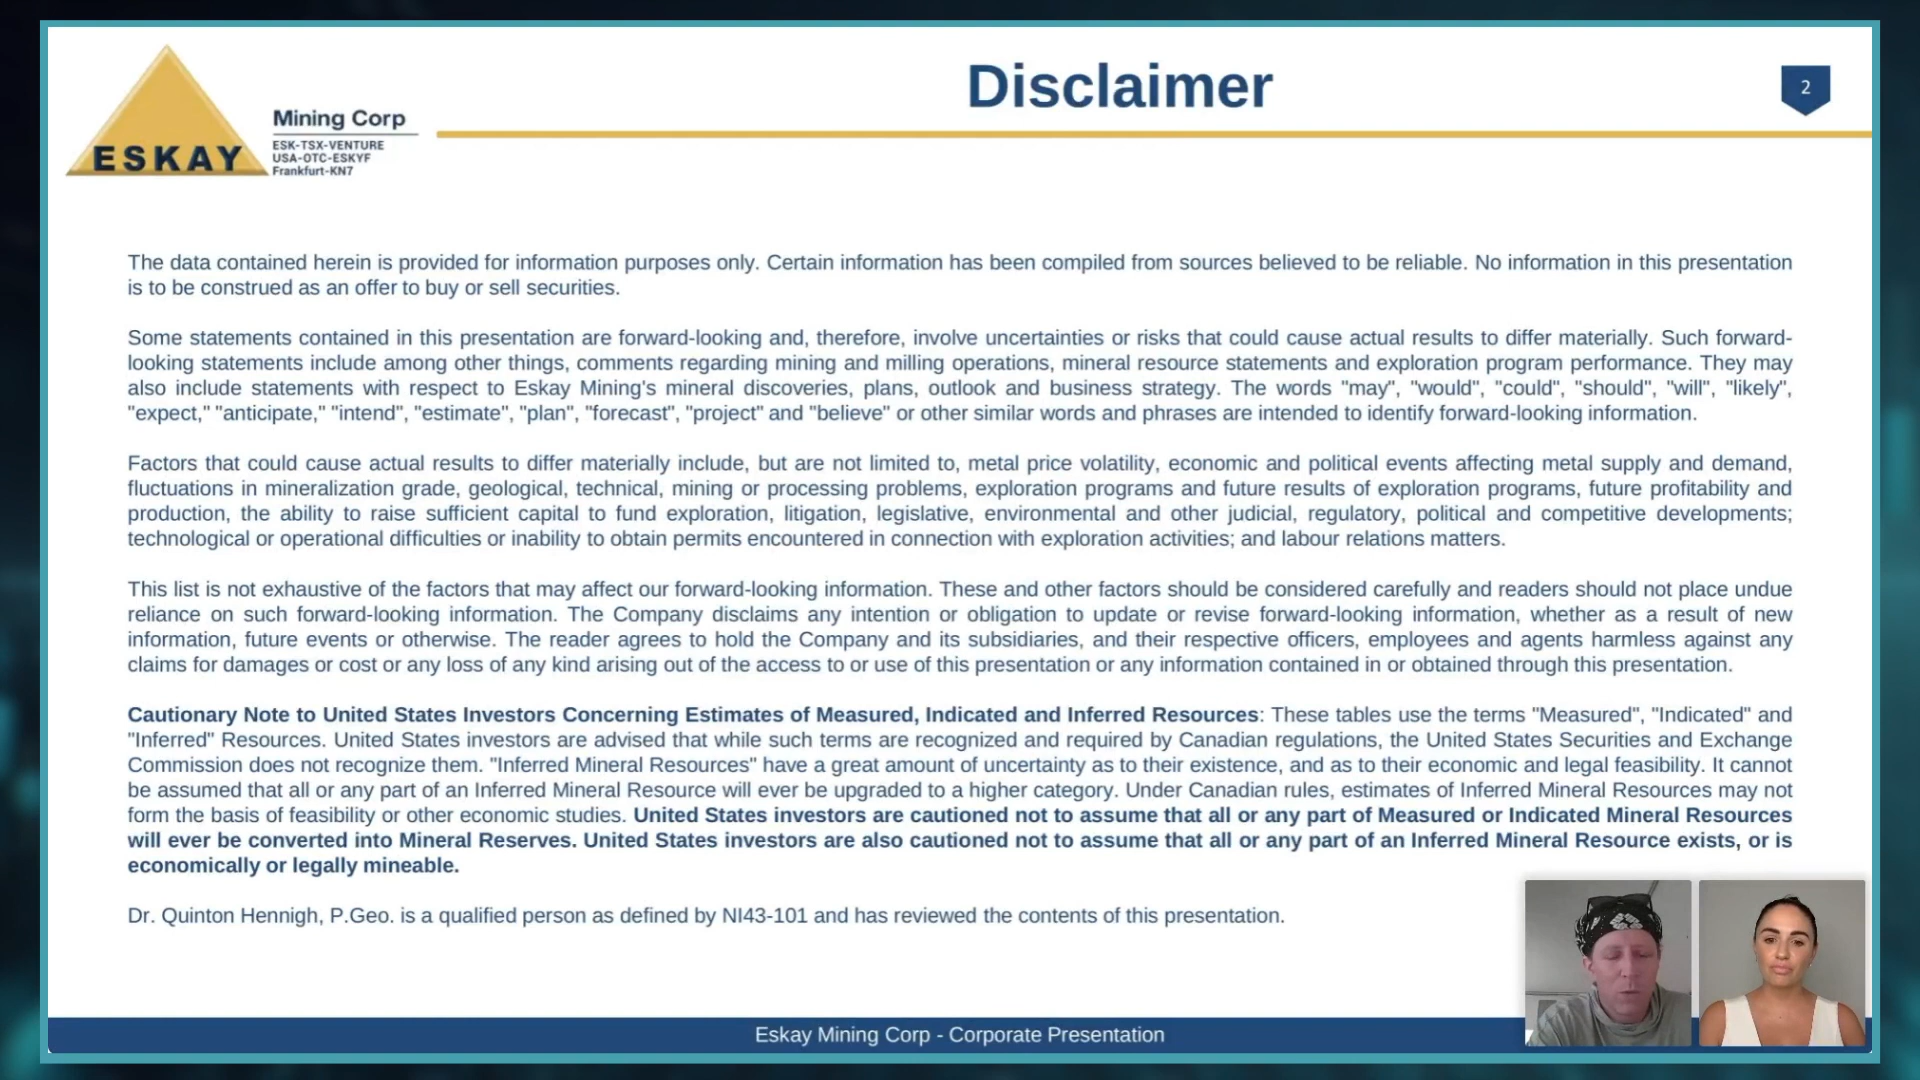 Disclaimer
2
Mining Corp
ESK-TSX-VENTURE
USA-OTC-ESKYF
Frankfurt-KN7
ESKAY
The data contained herein is provided for information purposes only. Certain information has been compiled from sources believed to be reliable. No information in this presentation
is to be construed as an offer to buy or sell securities.
Some statements contained in this presentation are forward-looking and, therefore, involve uncertainties or risks that could cause actual results to differ materially. Such forward-
looking statements include among other things, comments regarding mining and milling operations, mineral resource statements and exploration program performance. They may
also include statements with respect to Eskay Mining's mineral discoveries, plans, outlook and business strategy. The words "may", "would", "could", "should", "will", "likely",
"expect," "anticipate," "intend", "estimate", "plan", "forecast", "project" and "believe" or other similar words and phrases are intended to identify forward-looking information.
Factors that could cause actual results to differ materially include, but are not limited to, metal price volatility, economic and political events affecting metal supply and demand,
fluctuations in mineralization grade, geological, technical, mining or processing problems, exploration programs and future results of exploration programs, future profitability and
production, the ability to raise sufficient capital to fund exploration, litigation, legislative, environmental and other judicial, regulatory, political and competitive developments;
technological or operational difficulties or inability to obtain permits encountered in connection with exploration activities; and labour relations matters.
This list is not exhaustive of the factors that may affect our forward-looking information. These and other factors should be considered carefully and readers should not place undue
reliance on such forward-looking information. The Company disclaims any intention or obligation to update or revise forward-looking information, whether as a result of new
information, future events or otherwise. The reader agrees to hold the Company and its subsidiaries, and their respective officers, employees and agents harmless against any
claims for damages or cost or any loss of any kind arising out of the access to or use of this presentation or any information contained in or obtained through this presentation.
Cautionary Note to United States Investors Concerning Estimates of Measured, Indicated and Inferred Resources: These tables use the terms "Measured", "Indicated" and
"Inferred" Resources. United States investors are advised that while such terms are recognized and required by Canadian regulations, the United States Securities and Exchange
Commission does not recognize them. "Inferred Mineral Resources" have a great amount of uncertainty as to their existence, and as to their economic and legal feasibility. It cannot
be assumed that all or any part of an Inferred Mineral Resource will ever be upgraded to a higher category. Under Canadian rules, estimates of Inferred Mineral Resources may not
form the basis of feasibility or other economic studies. United States investors are cautioned not to assume that all or any part of Measured or Indicated Mineral Resources
will ever be converted into Mineral Reserves. United States investors are also cautioned not to assume that all or any part of an Inferred Mineral Resource exists, or is
economically or legally mineable.
Dr. Quinton Hennigh, P.Geo. is a qualified person as defined by NI43-101 and has reviewed the contents of this presentation.
Eskay Mining Corp - Corporate Presentation